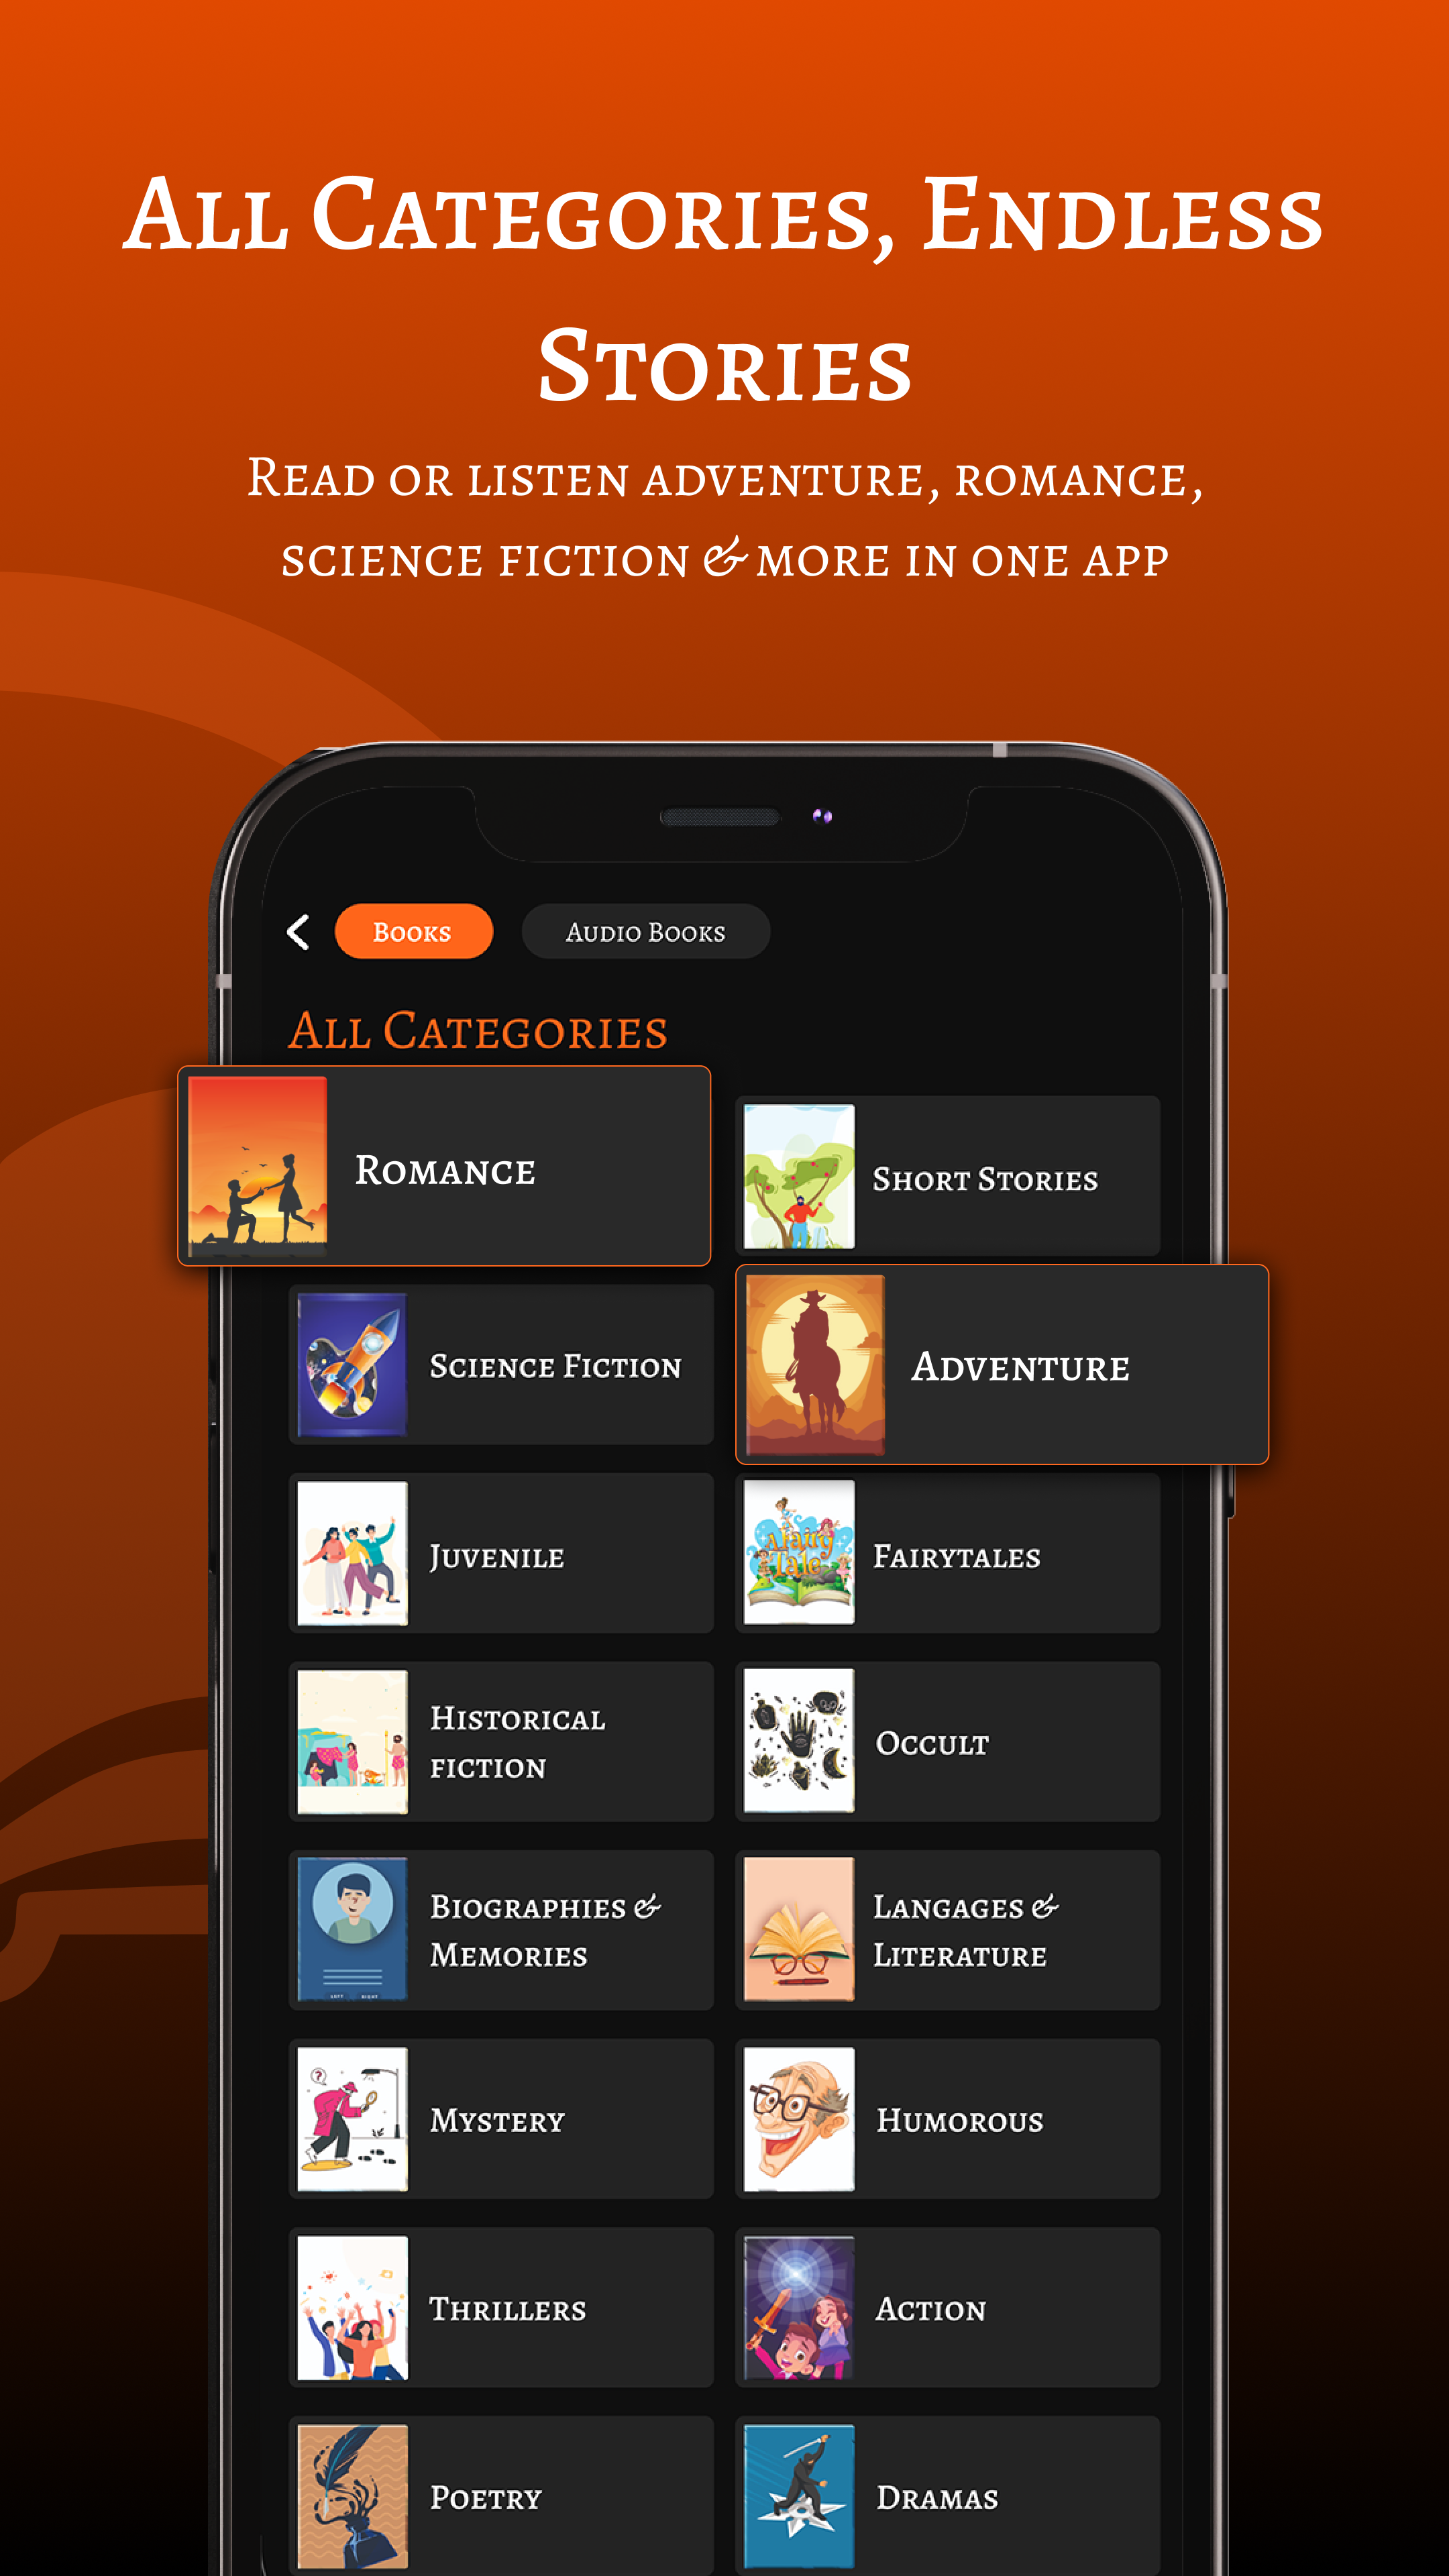 All Categories, Endless
Stories
Read or listen adventure, romance,
science fiction & more in one app
Books
Audio Books
All Categories
Romance
Short Stories
Science Fiction
Adventure
Juvenile
A Fairy
Tale
Fairytales
Historical
fiction
Occult
Biographies &
Memories
LEFT RIGHT
Langages &
Literature
?
Mystery
Humorous
Thrillers
Action
Poetry
Dramas